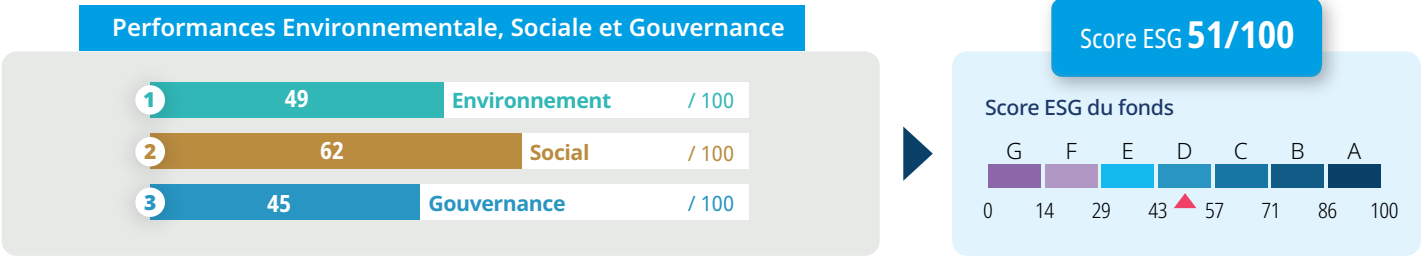 Performances Environnementale, Sociale et Gouvernance
1 49 Environnement / 100
2 62 Social / 100
3 45 Gouvernance / 100
Score ESG 51/100
Score ESG du fonds
G F E D C B A
0 14 29 43 57 71 86 100